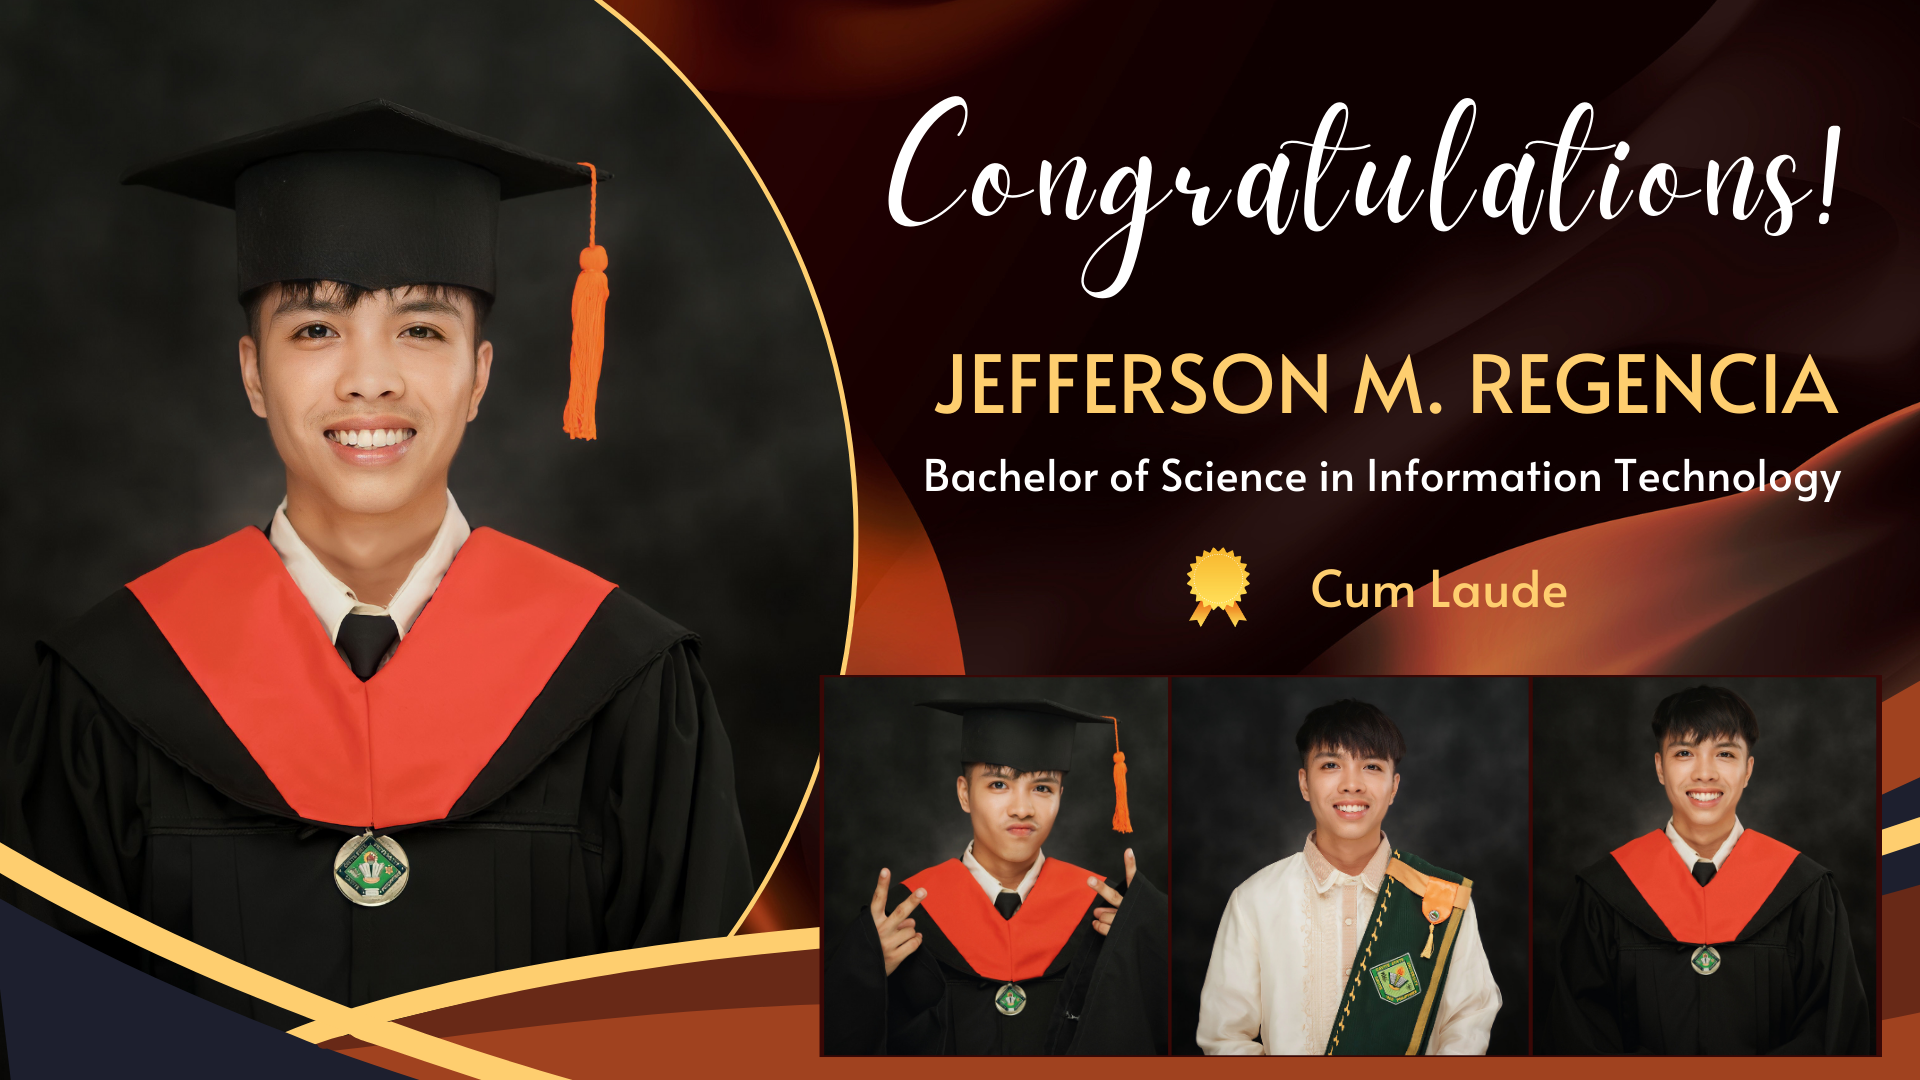 Congratulations!
JEFFERSON M. REGENCIA
Bachelor of Science in Information Technology
Cum Laude